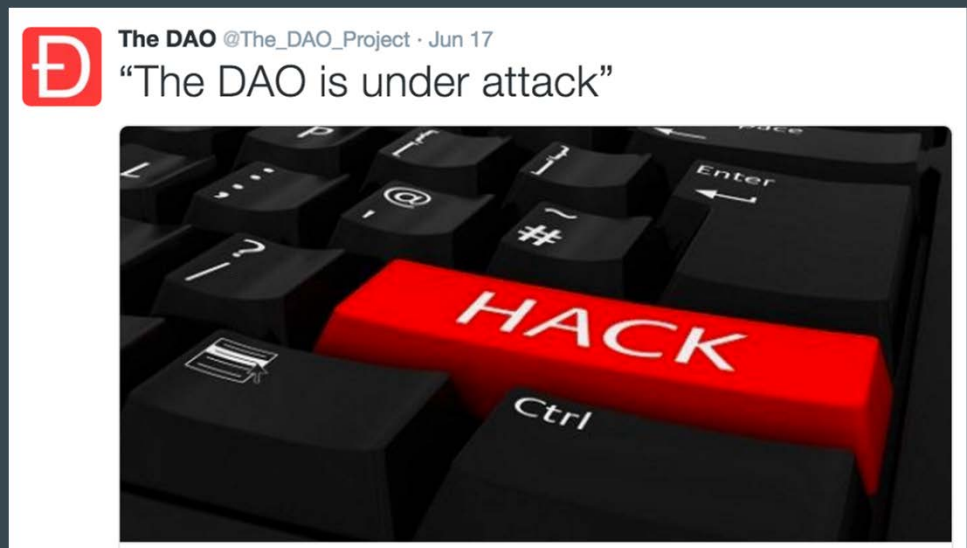 The DAO @The_DAO_Project · Jun 17
“The DAO is under attack”
P { [ } ]
L : ; @ ' ~ # Enter
? /
HACK
Ctrl